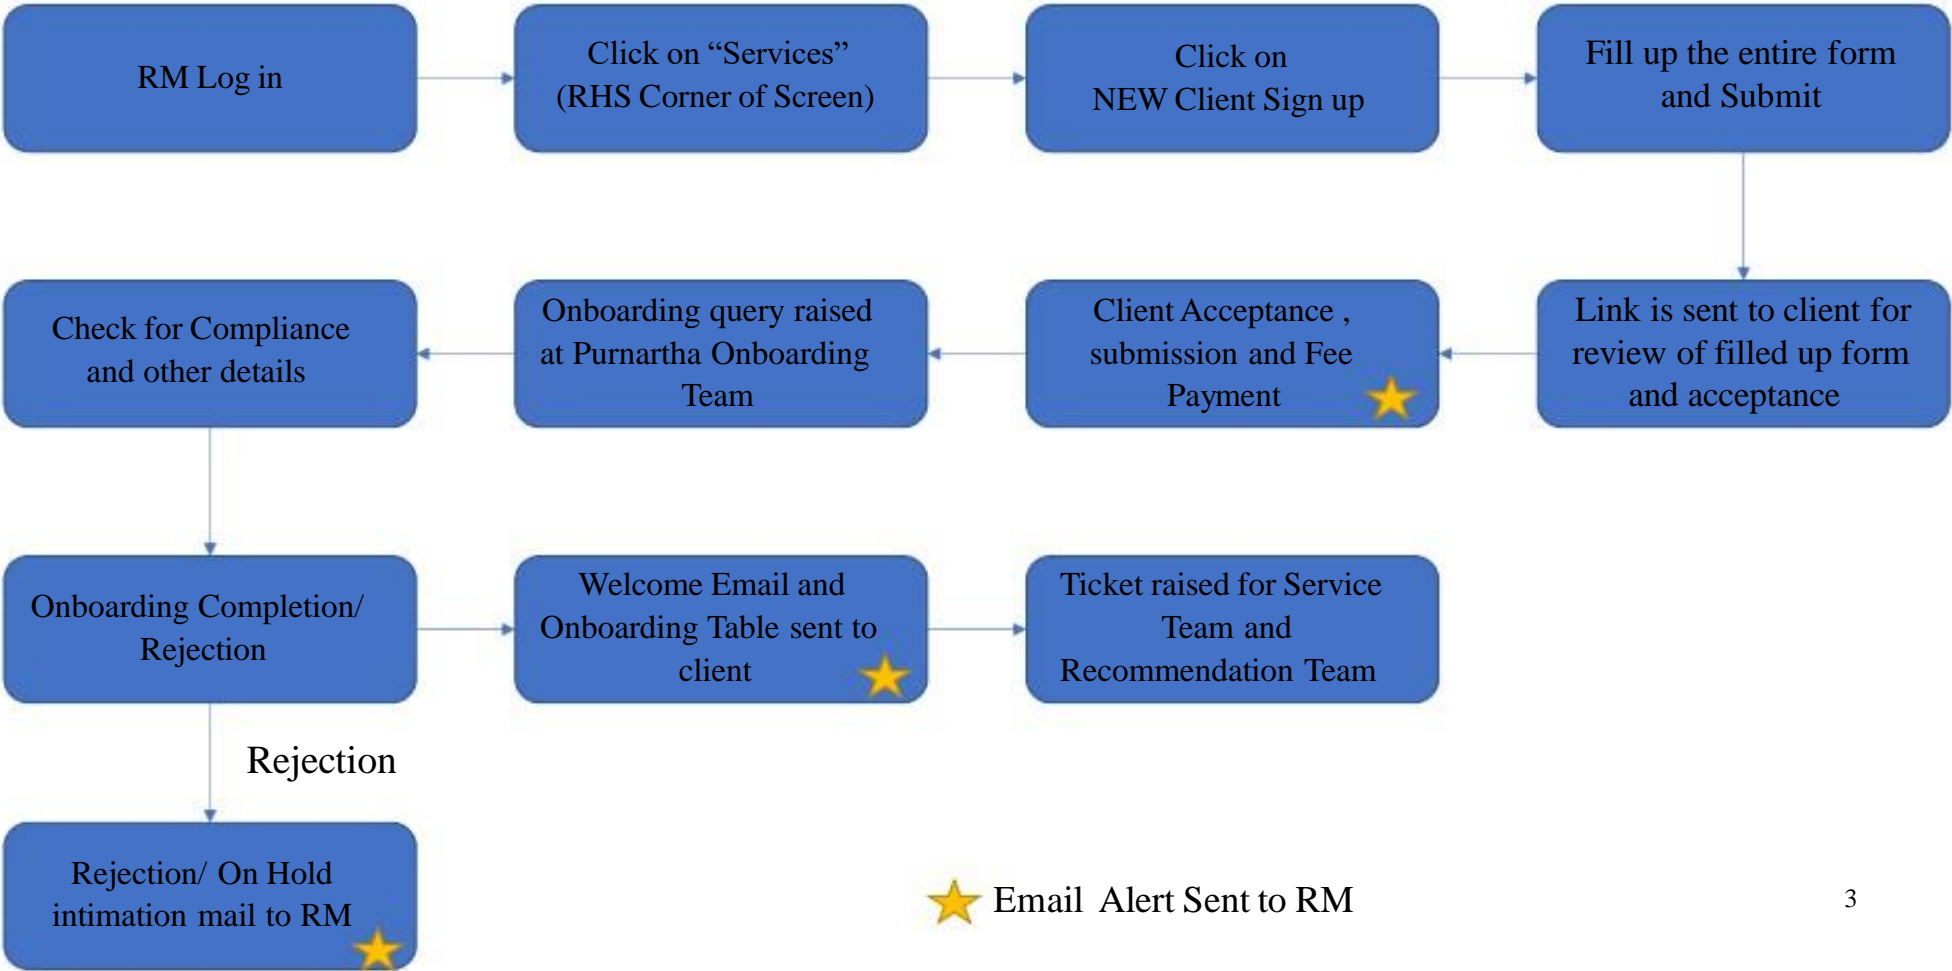 RM Log in
Click on “Services”
(RHS Corner of Screen)
Click on
NEW Client Sign up
Fill up the entire form
and Submit
Check for Compliance
and other details
Onboarding query raised
at Purnartha Onboarding
Team
Client Acceptance ,
submission and Fee
Payment
Link is sent to client for
review of filled up form
and acceptance
Onboarding Completion/
Rejection
Welcome Email and
Onboarding Table sent to
client
Ticket raised for Service
Team and
Recommendation Team
Rejection
Rejection/ On Hold
intimation mail to RM
Email Alert Sent to RM
3